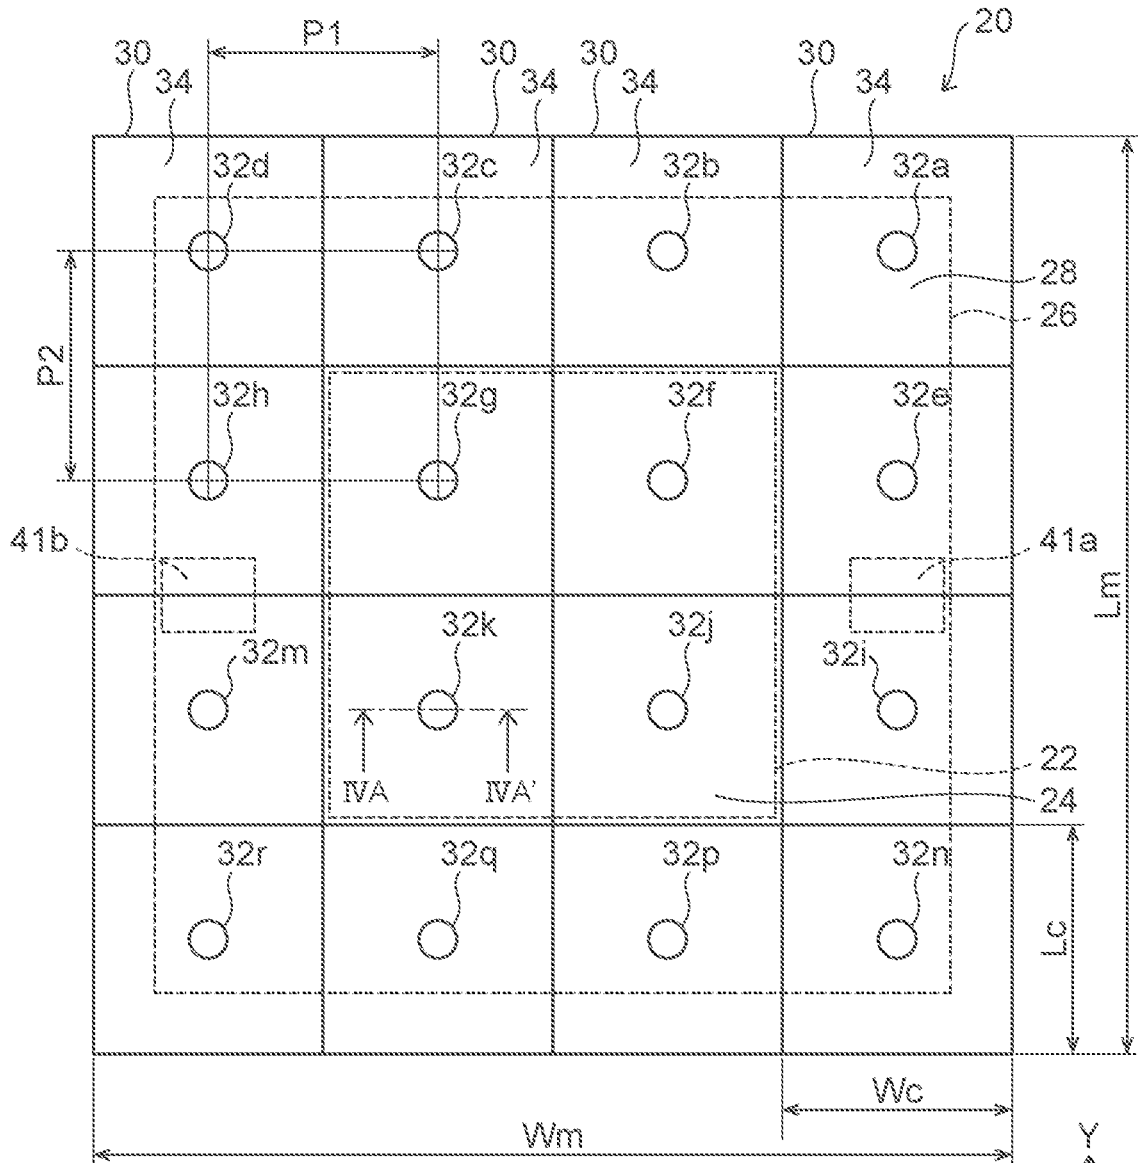 P1
20
30 30 30 30
34 34 34 34
32d 32c 32b 32a
28
26
P2
32h 32g 32f 32e
41b 41a
Lm
32k 32j
32m 32i
ⅣA ⅣA'
22
24
32r 32q 32p 32n
Lc
Wc
Wm
Y